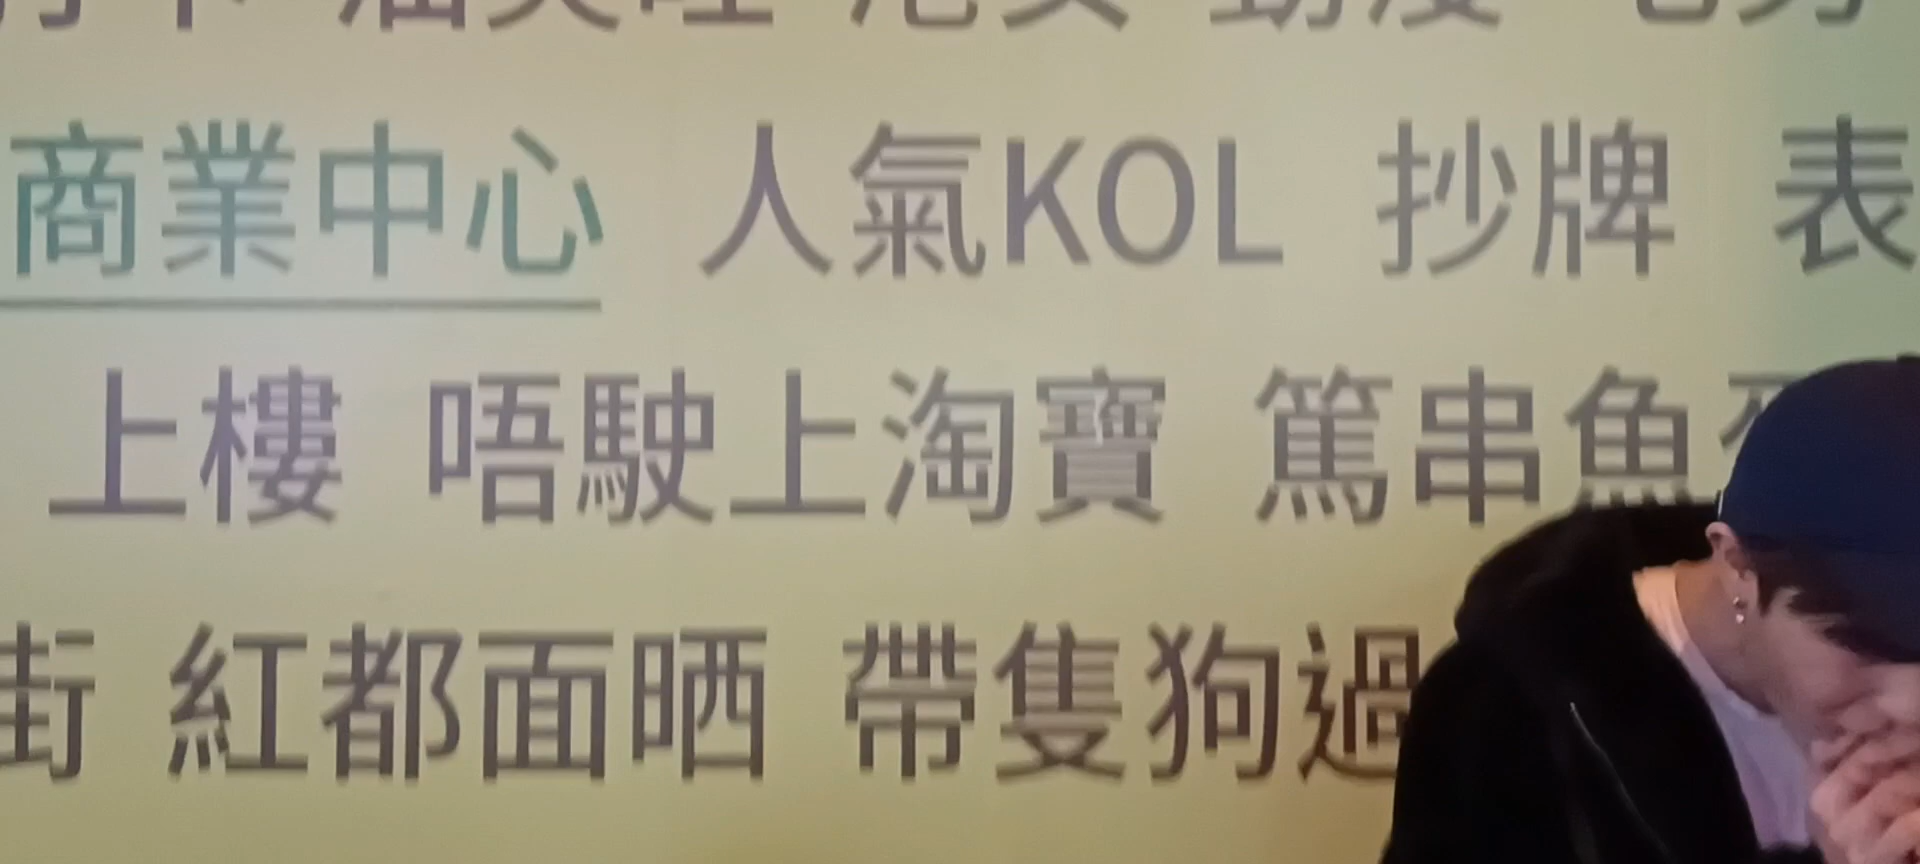 商業中心 人氣KOL 抄牌 表
上樓 唔駛上淘寶 篤串魚
街 紅都面晒 帶隻狗過